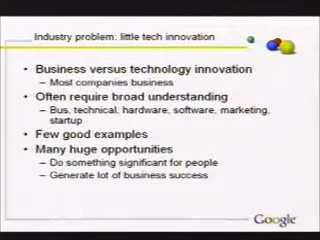 Industry problem: little tech innovation
• Business versus technology innovation
– Most companies business
• Often require broad understanding
– Bus, technical, hardware, software, marketing,
startup
• Few good examples
• Many huge opportunities
– Do something significant for people
– Generate lot of business success
Google